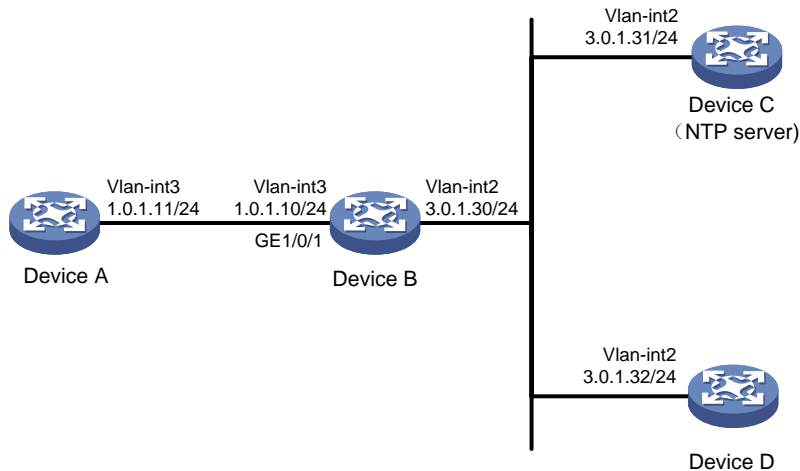 Vlan-int2
3.0.1.31/24
Device C
（NTP server)
Vlan-int3
1.0.1.11/24
Vlan-int3
1.0.1.10/24
GE1/0/1
Vlan-int2
3.0.1.30/24
Device A
Device B
Vlan-int2
3.0.1.32/24
Device D